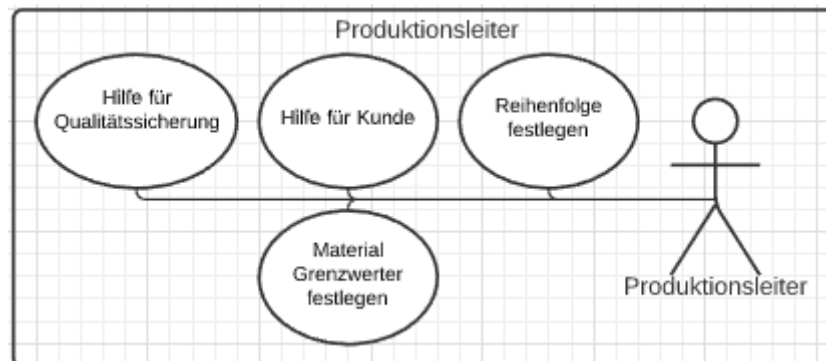 Produktionsleiter
Hilfe für
Qualitätssicherung
Hilfe für Kunde
Reihenfolge
festlegen
Material
Grenzwerter
festlegen
Produktionsleiter